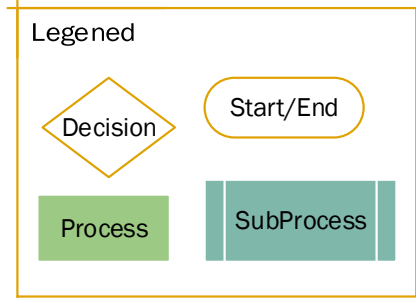 Legened
Decision
Start/End
Process
SubProcess